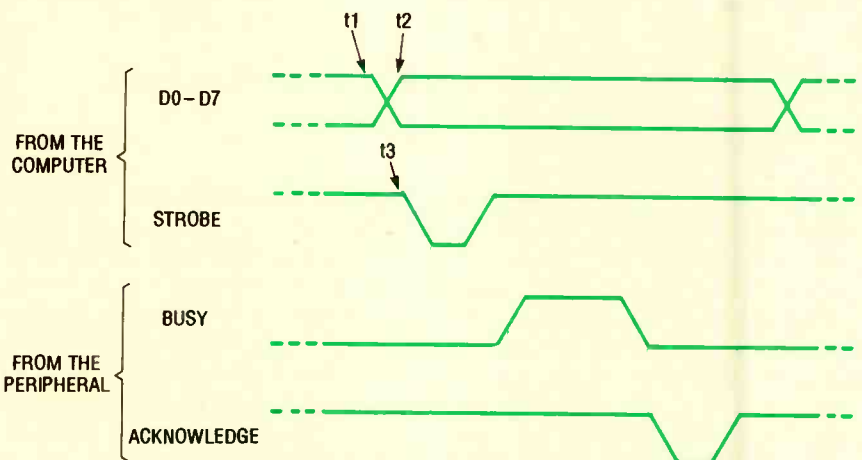 t1
t2
D0–D7
FROM THE
COMPUTER
t3
STROBE
BUSY
FROM THE
PERIPHERAL
ACKNOWLEDGE